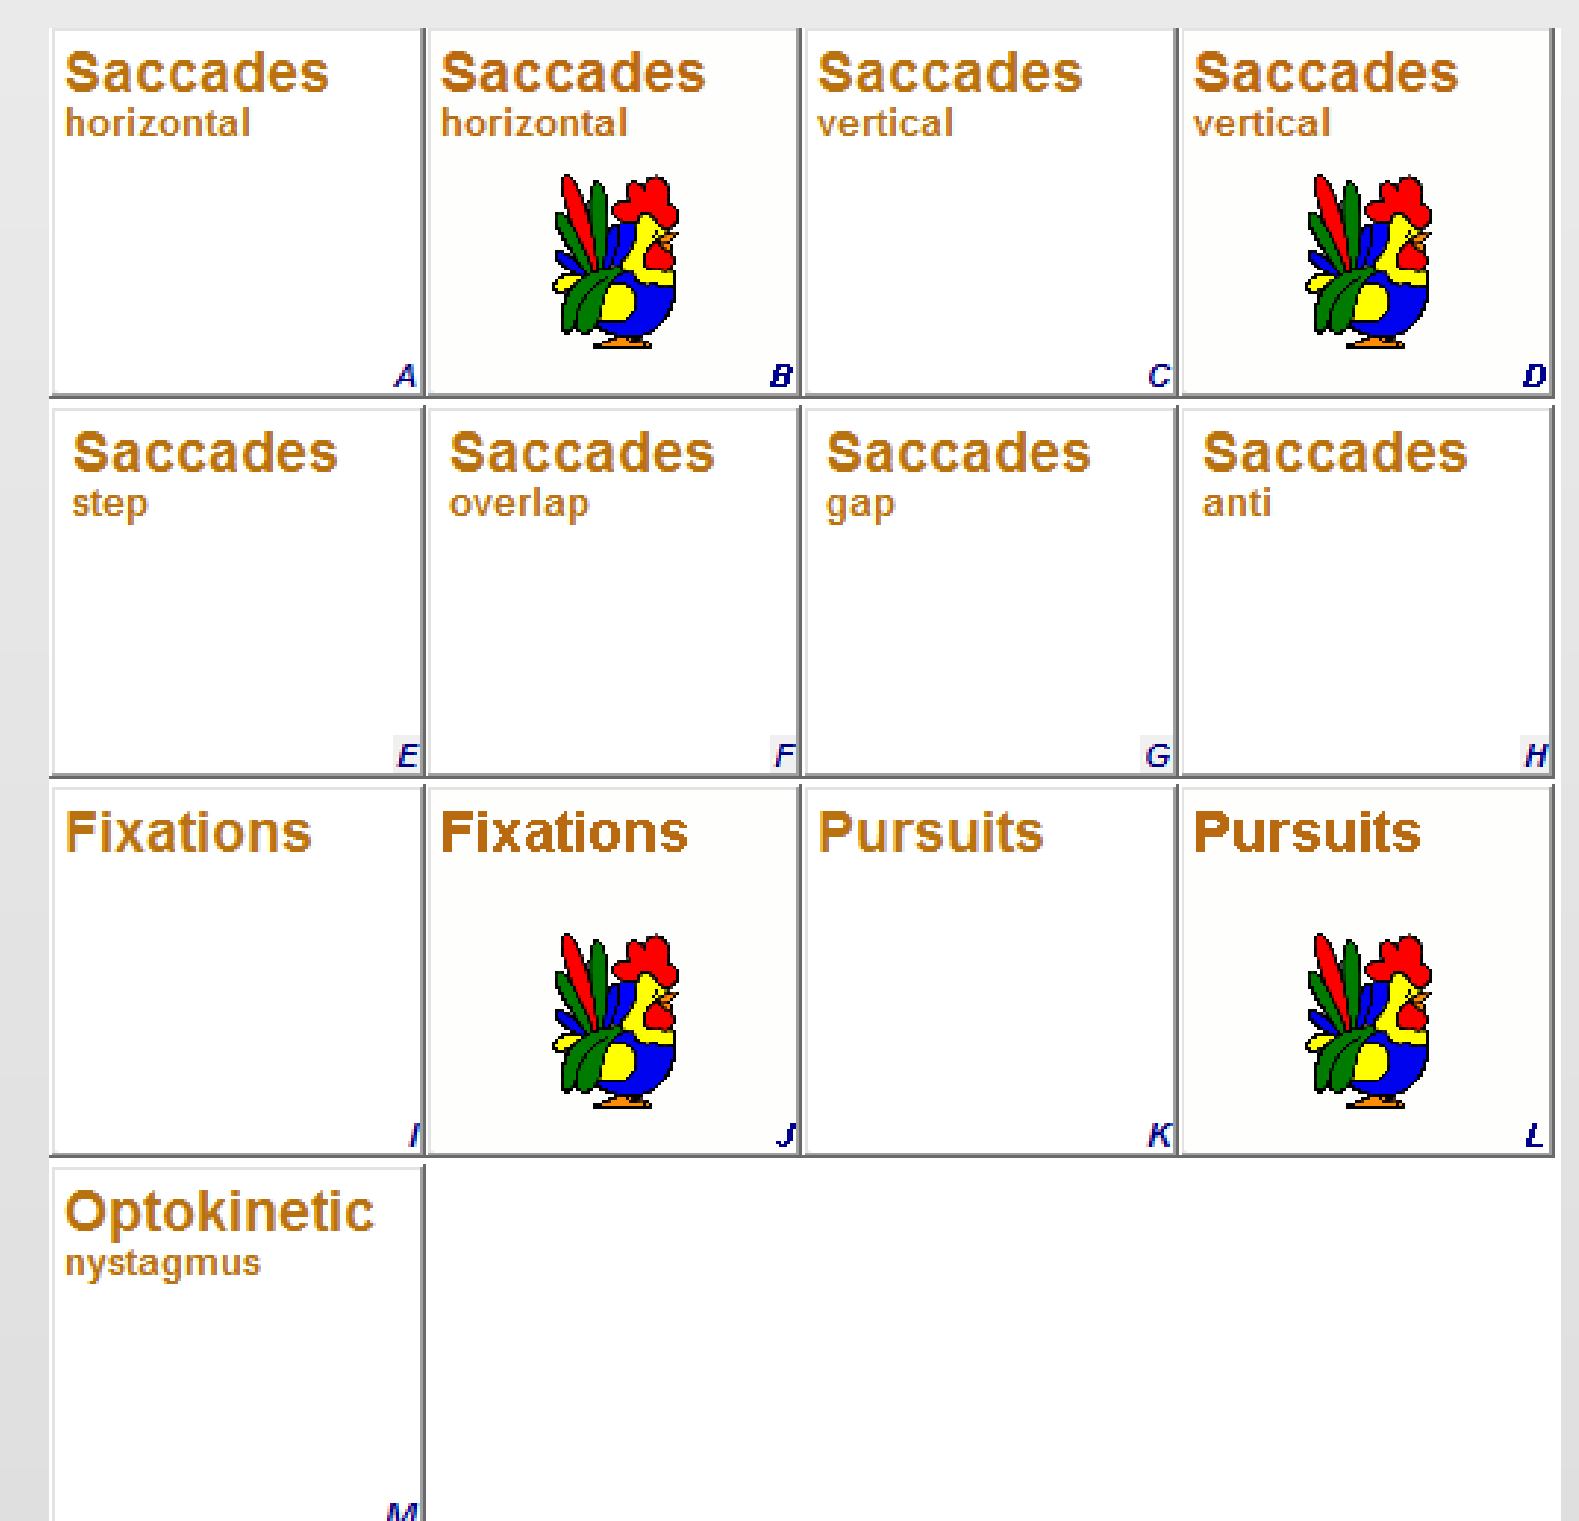 Saccades
horizontal
A
Saccades
horizontal
B
Saccades
vertical
C
Saccades
vertical
D
Saccades
step
E
Saccades
overlap
F
Saccades
gap
G
Saccades
anti
H
Fixations
I
Fixations
J
Pursuits
K
Pursuits
L
Optokinetic
nystagmus
M